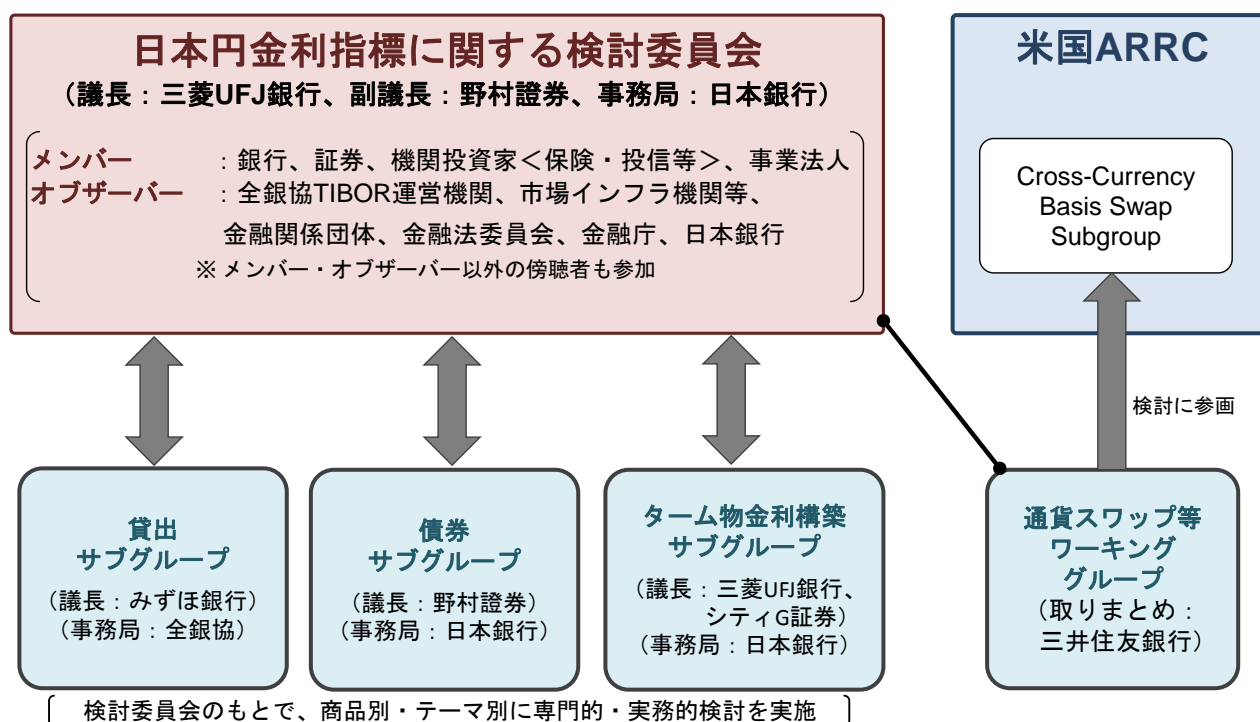 日本円金利指標に関する検討委員会
（議長：三菱UFJ銀行、副議長：野村證券、事務局：日本銀行）
メンバー　　：銀行、証券、機関投資家＜保険・投信等＞、事業法人
オブザーバー　：全銀協TIBOR運営機関、市場インフラ機関等、
金融関係団体、金融法委員会、金融庁、日本銀行
※ メンバー・オブザーバー以外の傍聴者も参加
米国ARRC
Cross-Currency
Basis Swap
Subgroup
検討に参画
貸出
サブグループ
（議長：みずほ銀行）
（事務局：全銀協）
債券
サブグループ
（議長：野村證券）
（事務局：日本銀行）
ターム物金利構築
サブグループ
（議長：三菱UFJ銀行、
シティG証券）
（事務局：日本銀行）
通貨スワップ等
ワーキング
グループ
（取りまとめ：
三井住友銀行）
検討委員会のもとで、商品別・テーマ別に専門的・実務的検討を実施